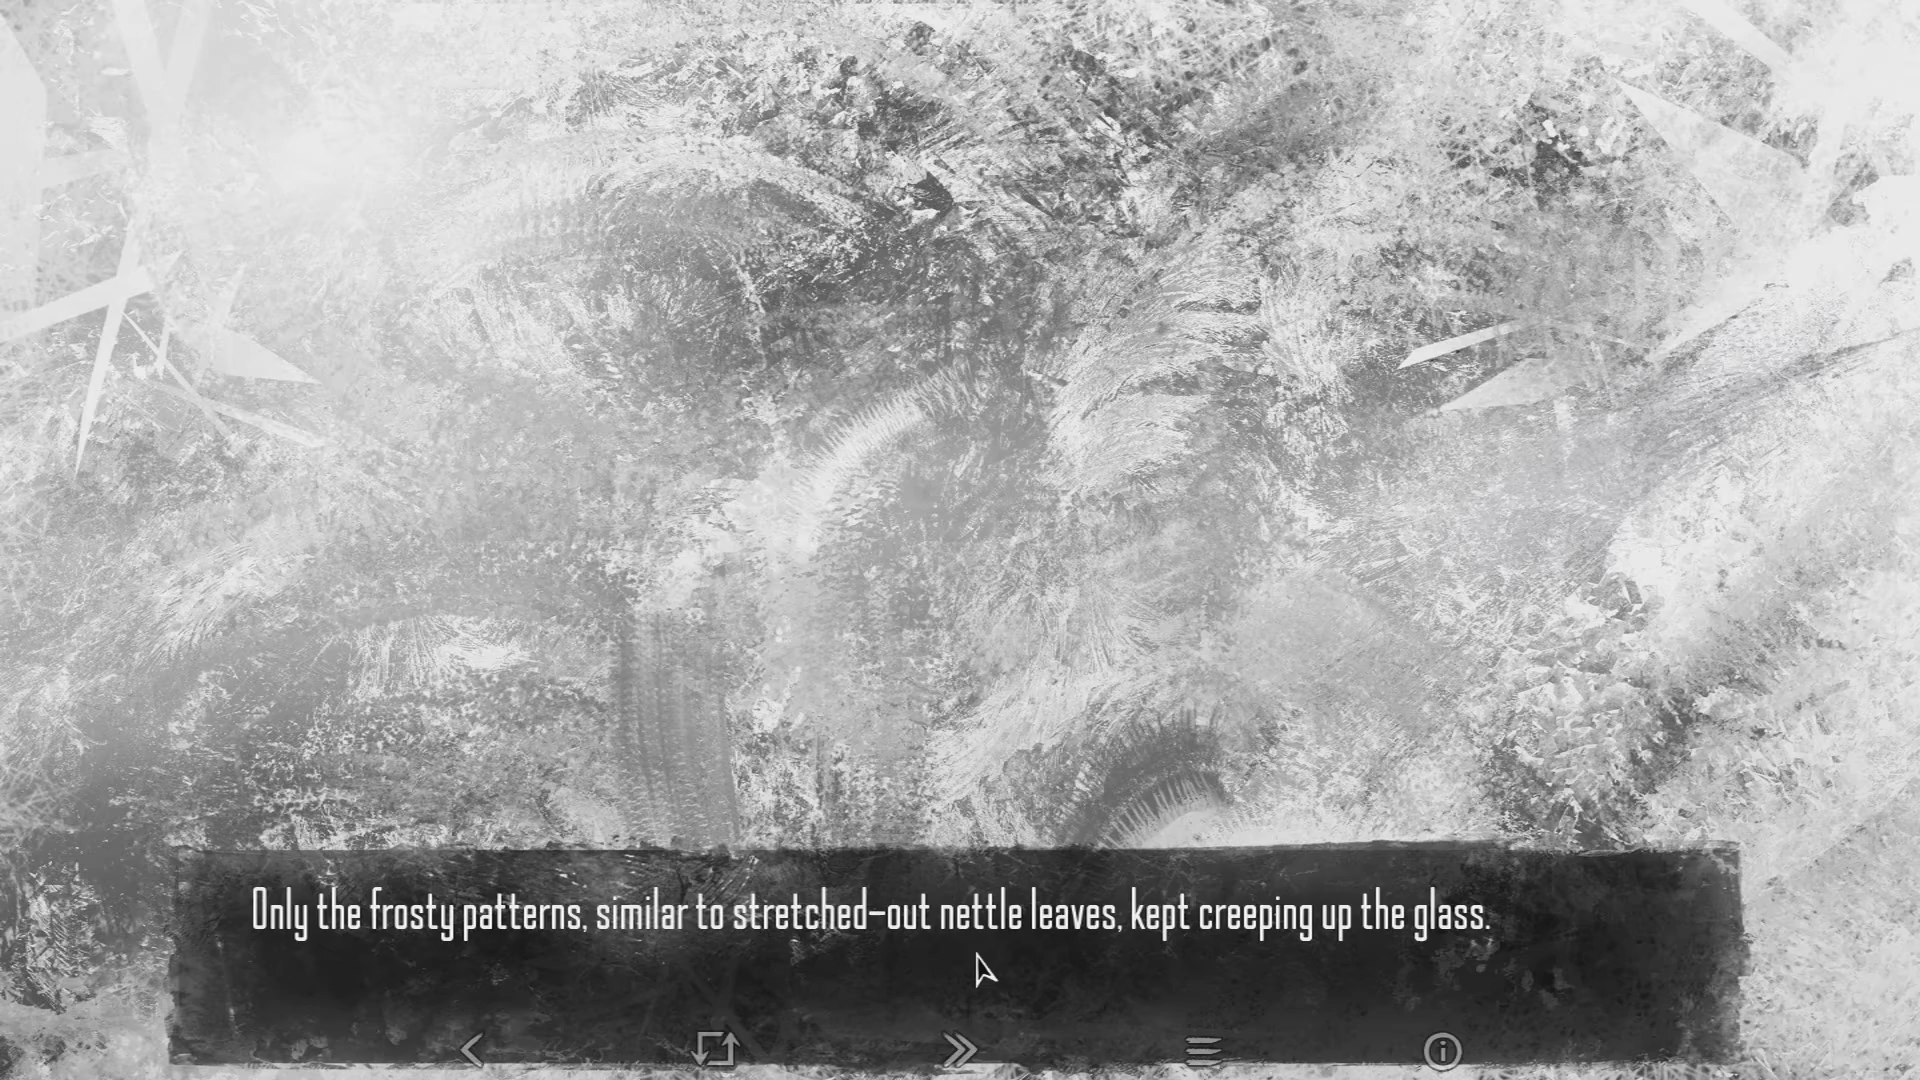 Only the frosty patterns, similar to stretched-out nettle leaves, kept creeping up the glass.